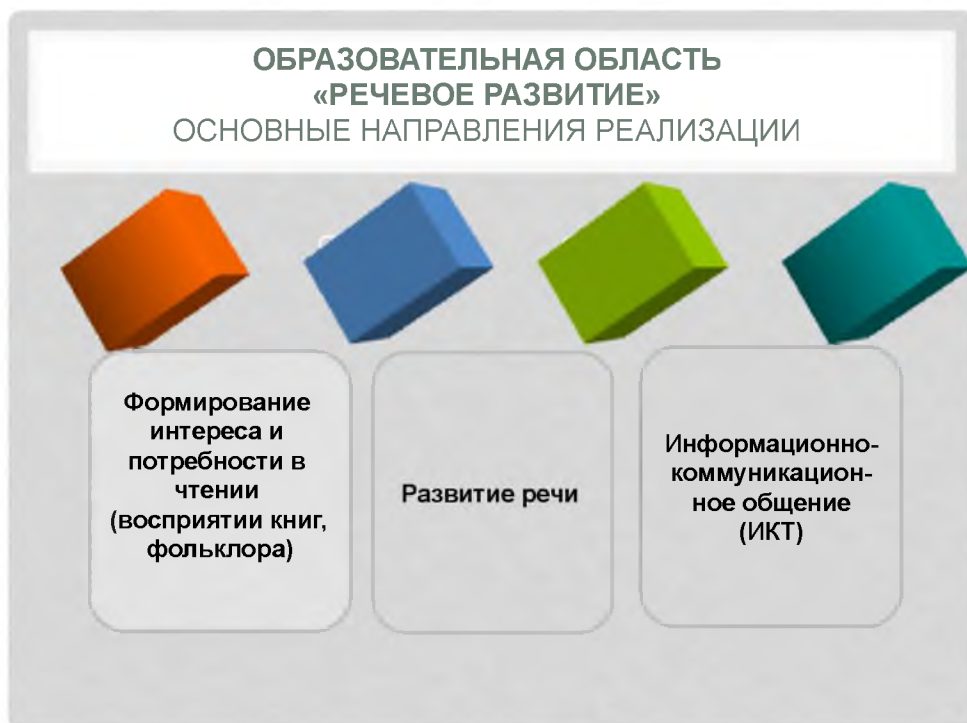 ОБРАЗОВАТЕЛЬНАЯ ОБЛАСТЬ
«РЕЧЕВОЕ РАЗВИТИЕ»
ОСНОВНЫЕ НАПРАВЛЕНИЯ РЕАЛИЗАЦИИ
Формирование
интереса и
потребности в
чтении
(восприятии книг,
фольклора)
Развитие речи
Информационно-
коммуникацион-
ное общение
(ИКТ)